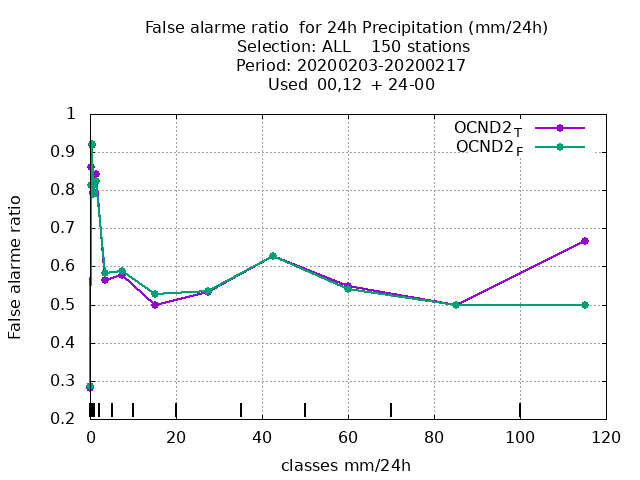 False alarme ratio  for 24h Precipitation (mm/24h)
Selection: ALL    150 stations
Period: 20200203-20200217
Used  00,12  + 24-00
OCND2T
OCND2F
1
0.9
0.8
0.7
0.6
0.5
0.4
0.3
0.2
False alarme ratio
0 20 40 60 80 100 120
classes mm/24h